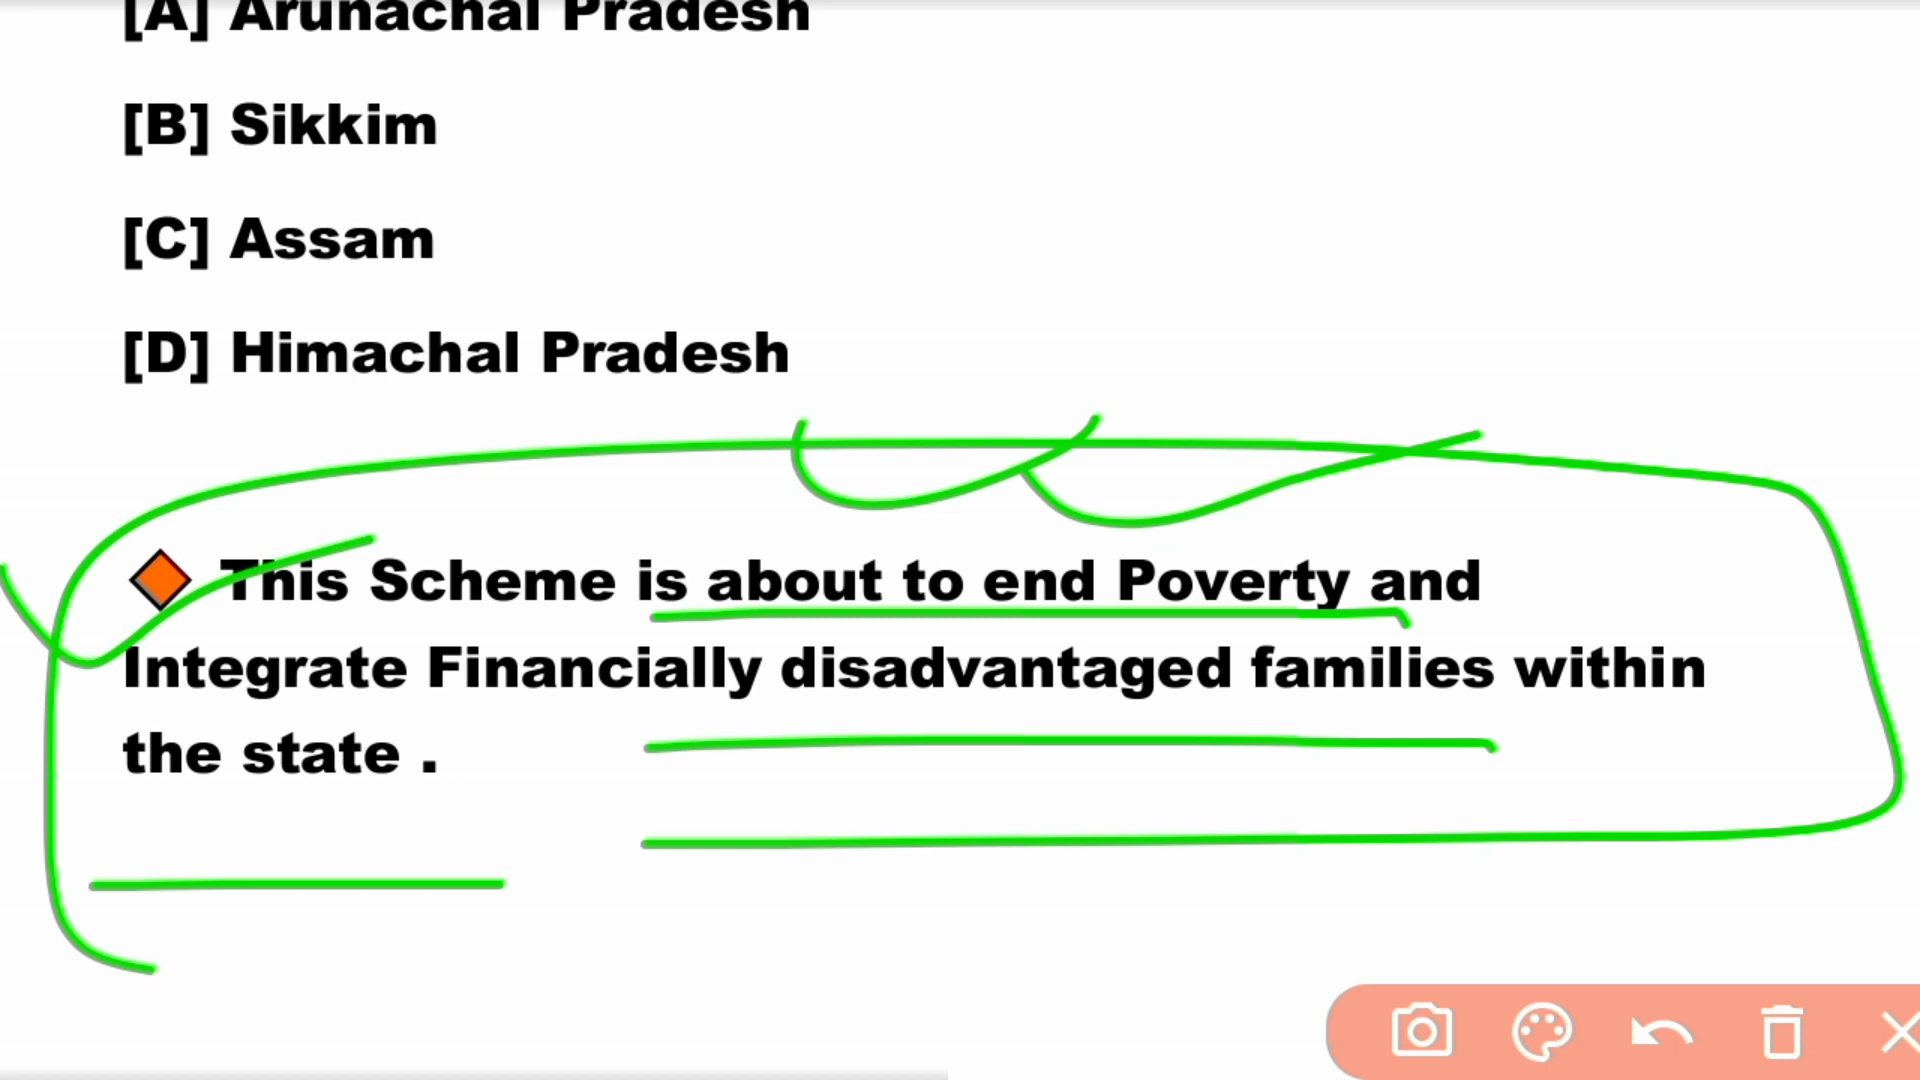 [A] Arunachal Pradesh
[B] Sikkim
[C] Assam
[D] Himachal Pradesh
This Scheme is about to end Poverty and
Integrate Financially disadvantaged families within
the state .